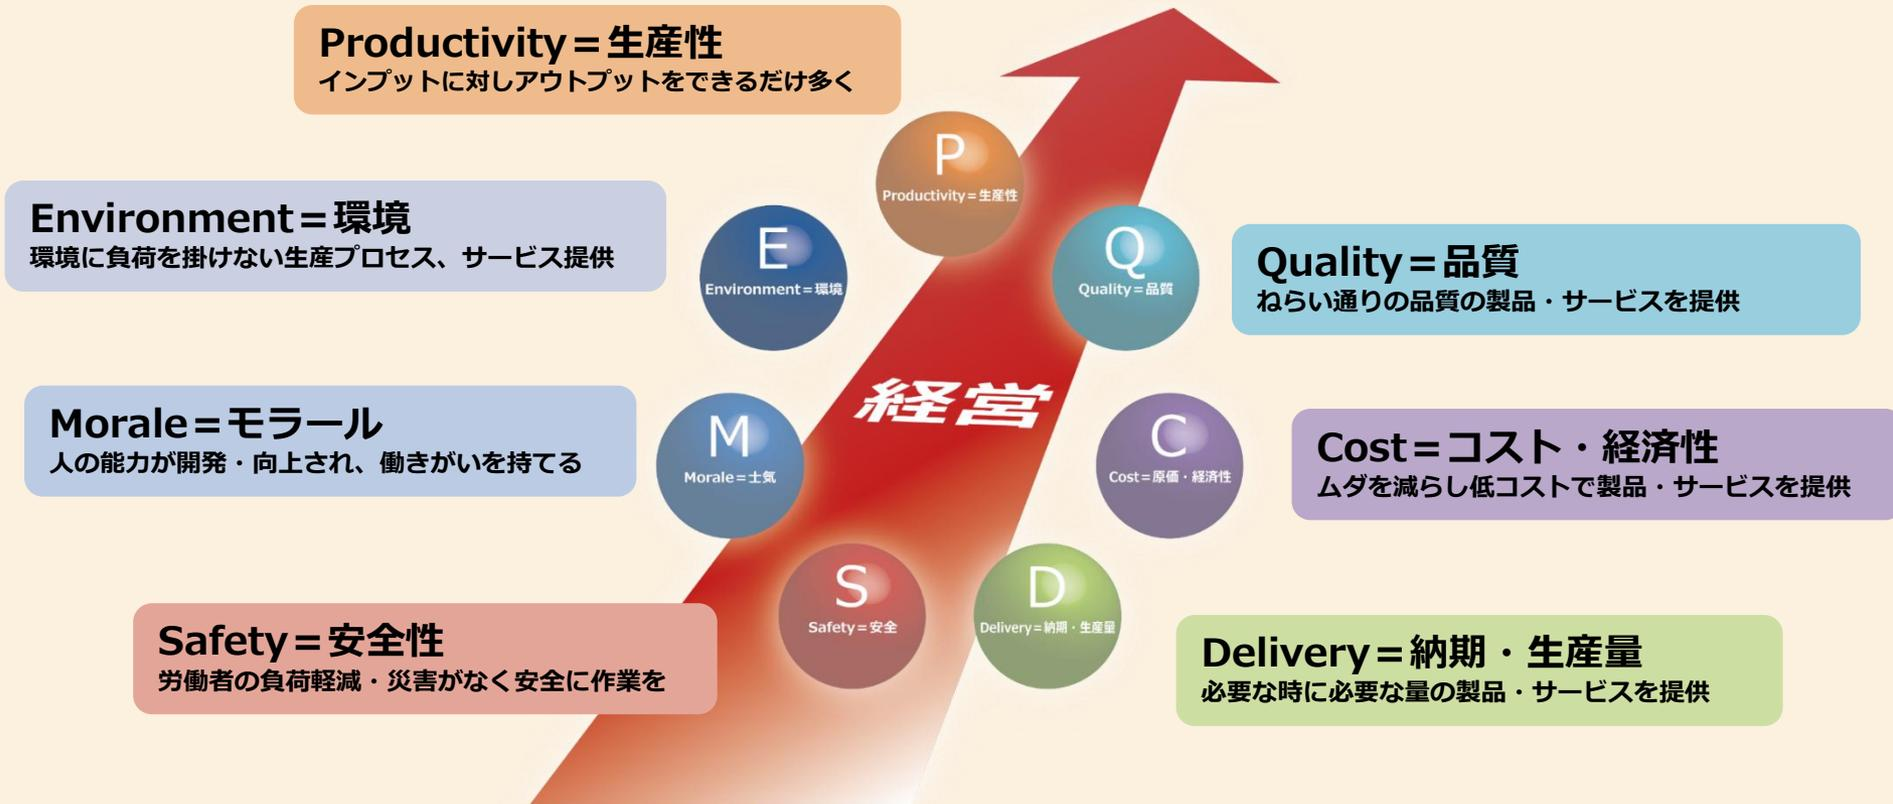 Productivity＝生産性
インプットに対しアウトプットをできるだけ多く
P
Productivity＝生産性
Environment＝環境
環境に負荷を掛けない生産プロセス、サービス提供
E
Environment＝環境
Q
Quality＝品質
Quality＝品質
ねらい通りの品質の製品・サービスを提供
経営
Morale＝モラール
人の能力が開発・向上され、働きがいを持てる
M
Morale＝士気
C
Cost＝原価・経済性
Cost＝コスト・経済性
ムダを減らし低コストで製品・サービスを提供
Safety＝安全性
労働者の負荷軽減・災害がなく安全に作業を
S
Safety＝安全
D
Delivery＝納期・生産量
Delivery＝納期・生産量
必要な時に必要な量の製品・サービスを提供